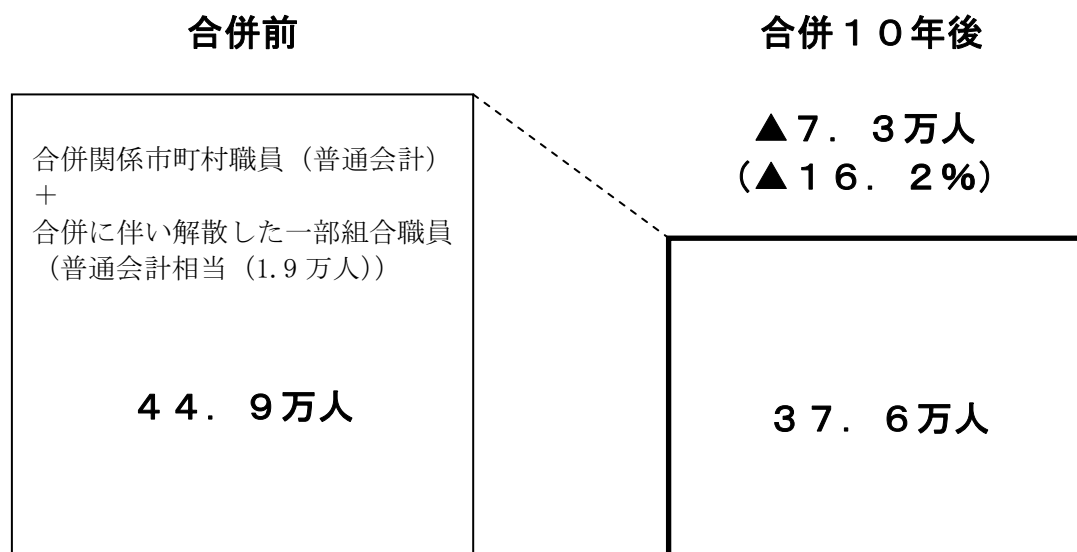 合併前
合併関係市町村職員（普通会計）
＋
合併に伴い解散した一部組合職員
（普通会計相当（1.9 万人））
４４．９万人
合併１０年後
▲７．３万人
（▲１６．２％）
３７．６万人